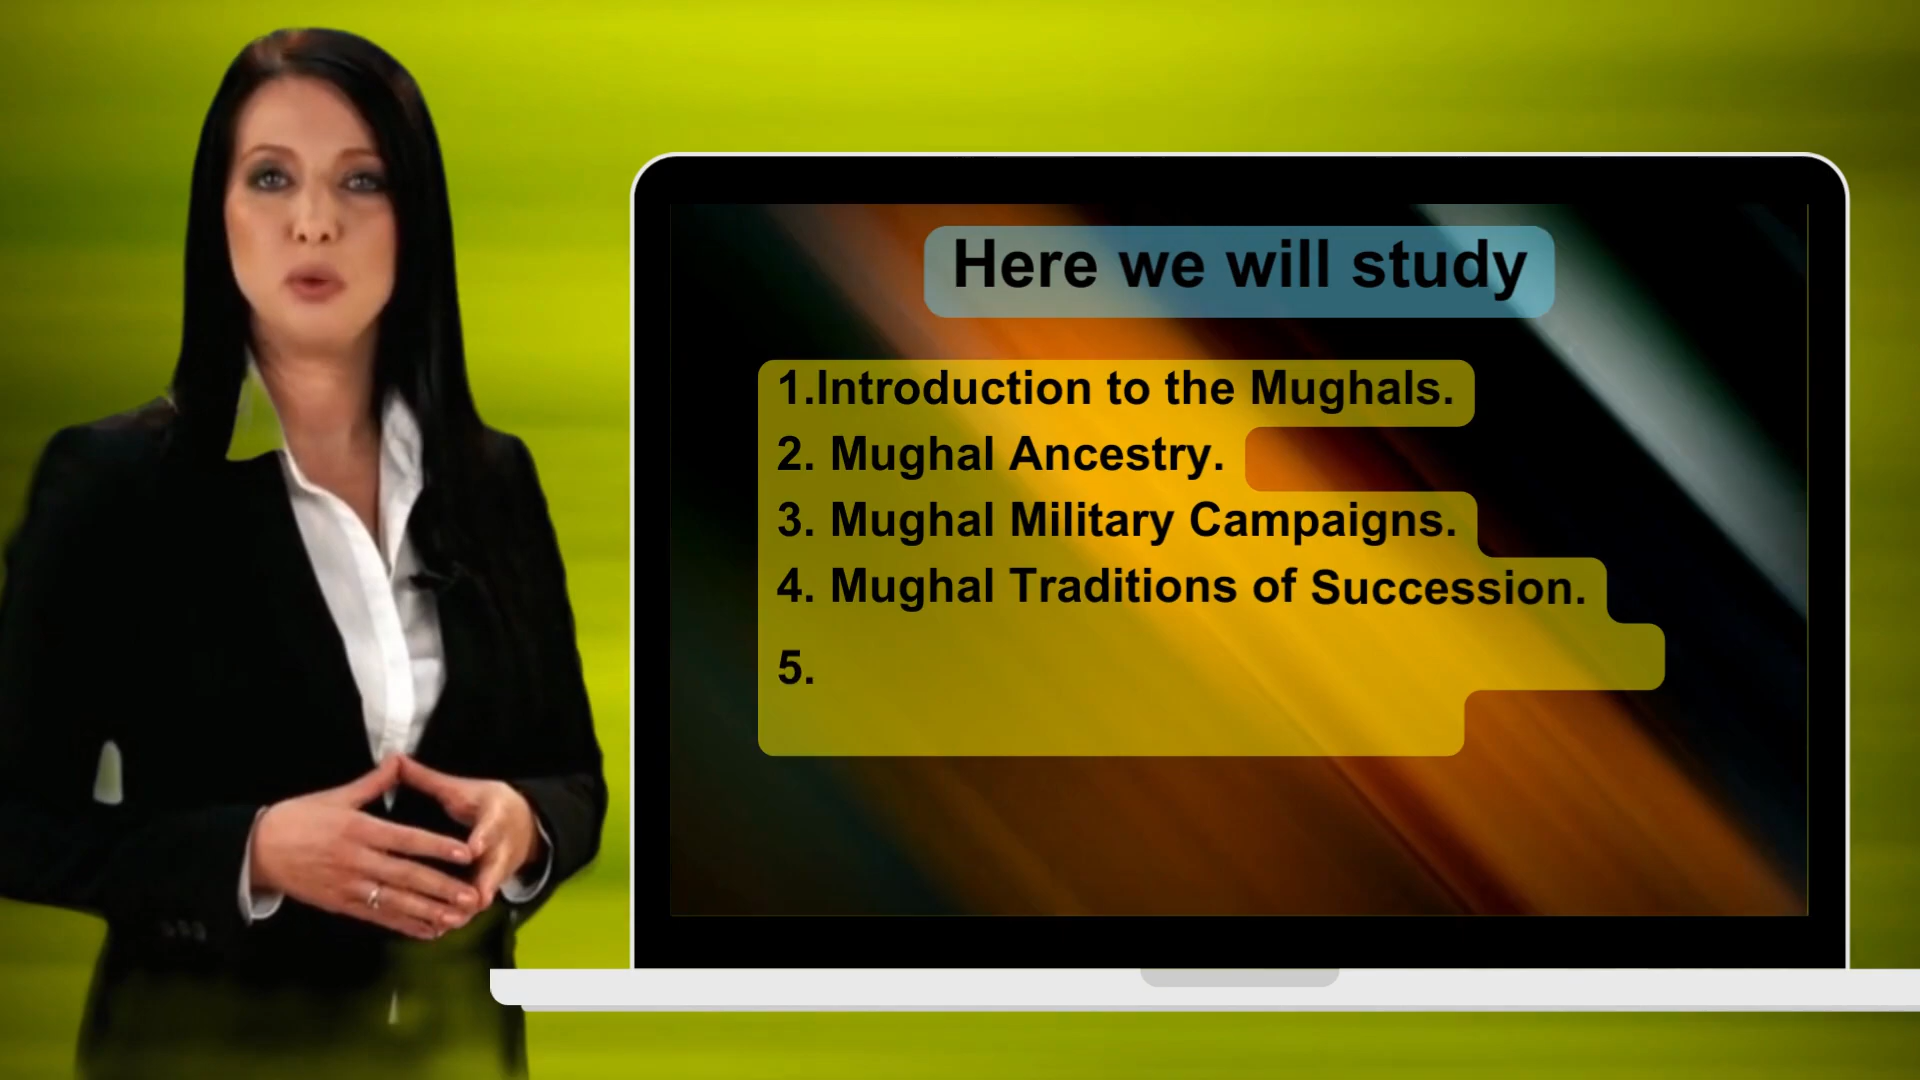 Here we will study
1.Introduction to the Mughals.
2. Mughal Ancestry.
3. Mughal Military Campaigns.
4. Mughal Traditions of Succession.
5.